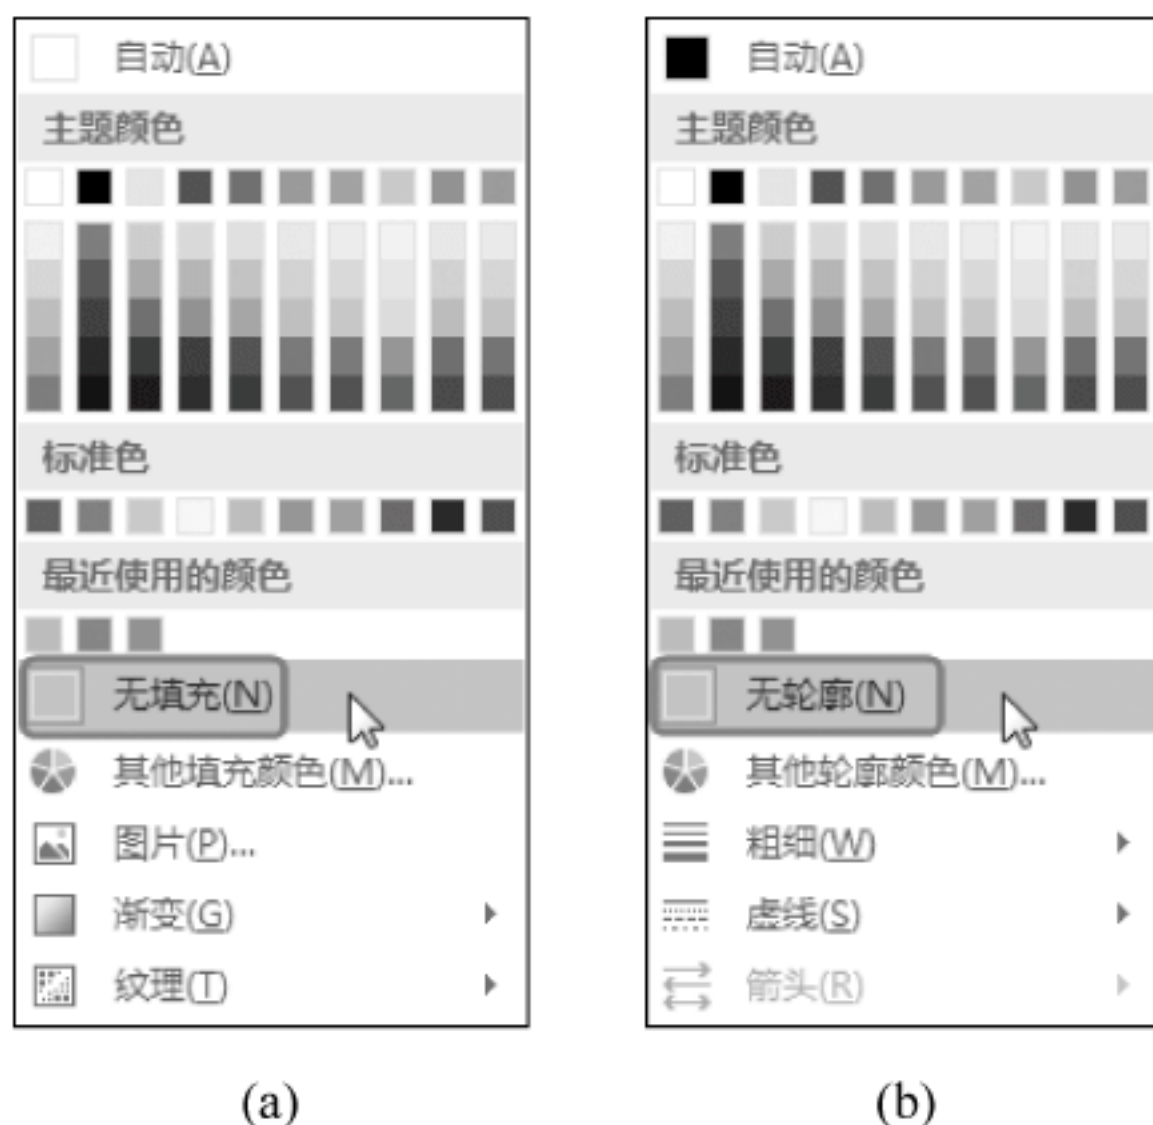 自动(A)
主题颜色
标准色
最近使用的颜色
无填充(N)
其他填充颜色(M)...
图片(P)...
渐变(G)
纹理(T)
(a)
自动(A)
主题颜色
标准色
最近使用的颜色
无轮廓(N)
其他轮廓颜色(M)...
粗细(W)
虚线(S)
箭头(R)
(b)